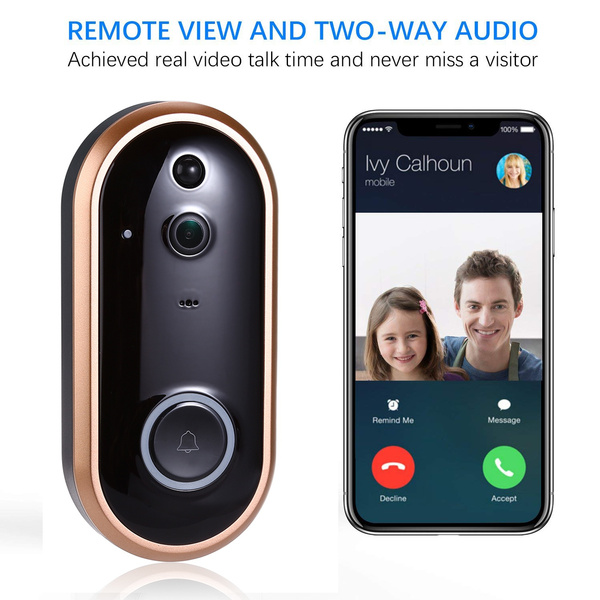 REMOTE VIEW AND TWO-WAY AUDIO
Achieved real video talk time and never miss a visitor
100%
Ivy Calhoun
mobile
Remind Me
Message
Decline
Accept